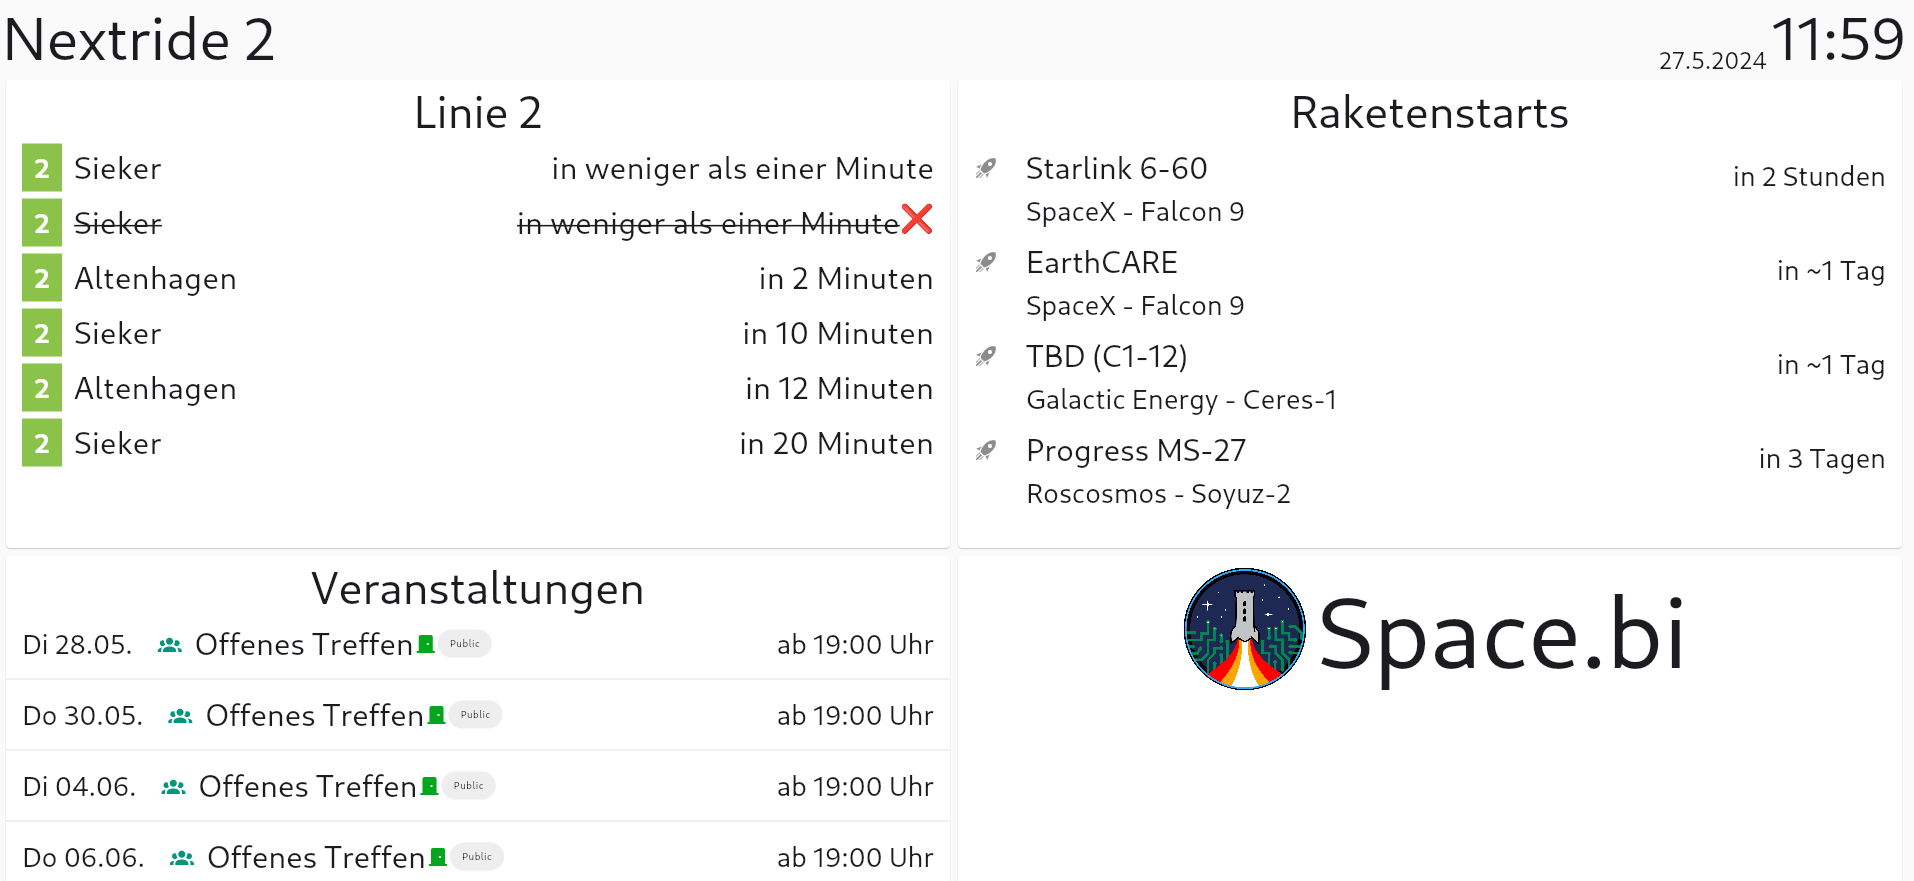 Nextride 2
27.5.2024 11:59
Linie 2
2 Sieker in weniger als einer Minute
2 Sieker in weniger als einer Minute❌
2 Altenhagen in 2 Minuten
2 Sieker in 10 Minuten
2 Altenhagen in 12 Minuten
2 Sieker in 20 Minuten
Raketenstarts
Starlink 6-60 in 2 Stunden
SpaceX - Falcon 9
EarthCARE in ~1 Tag
SpaceX - Falcon 9
TBD (C1-12) in ~1 Tag
Galactic Energy - Ceres-1
Progress MS-27 in 3 Tagen
Roscosmos - Soyuz-2
Veranstaltungen
Di 28.05. Offenes Treffen Public ab 19:00 Uhr
Do 30.05. Offenes Treffen Public ab 19:00 Uhr
Di 04.06. Offenes Treffen Public ab 19:00 Uhr
Do 06.06. Offenes Treffen Public ab 19:00 Uhr
Space.bi